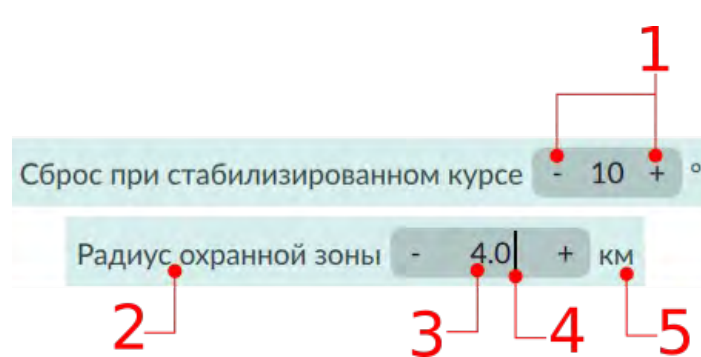 1
Сброс при стабилизированном курсе - 10 + °
Радиус охранной зоны - 4.0 + км
2 3 4 5